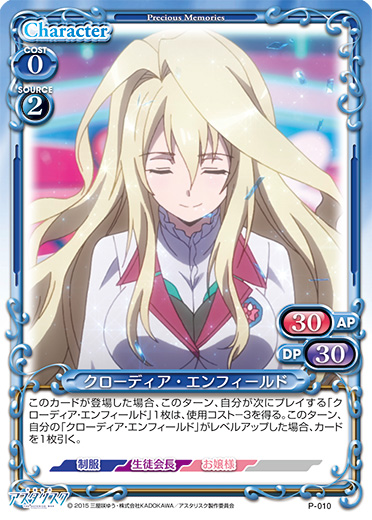 Precious Memories
Character
COST
0
SOURCE
2
30 AP
DP 30
クローディア・エンフィールド
このカードが登場した場合、このターン、自分が次にプレイする「ク
ローディア・エンフィールド」1枚は、使用コスト－3を得る。このターン、
自分の「クローディア・エンフィールド」がレベルアップした場合、カード
を1枚引く。
制服 生徒会長 お嬢様
アスタリスク
© 2015 三屋咲ゆう・株式会社KADOKAWA／アスタリスク製作委員会
P-010